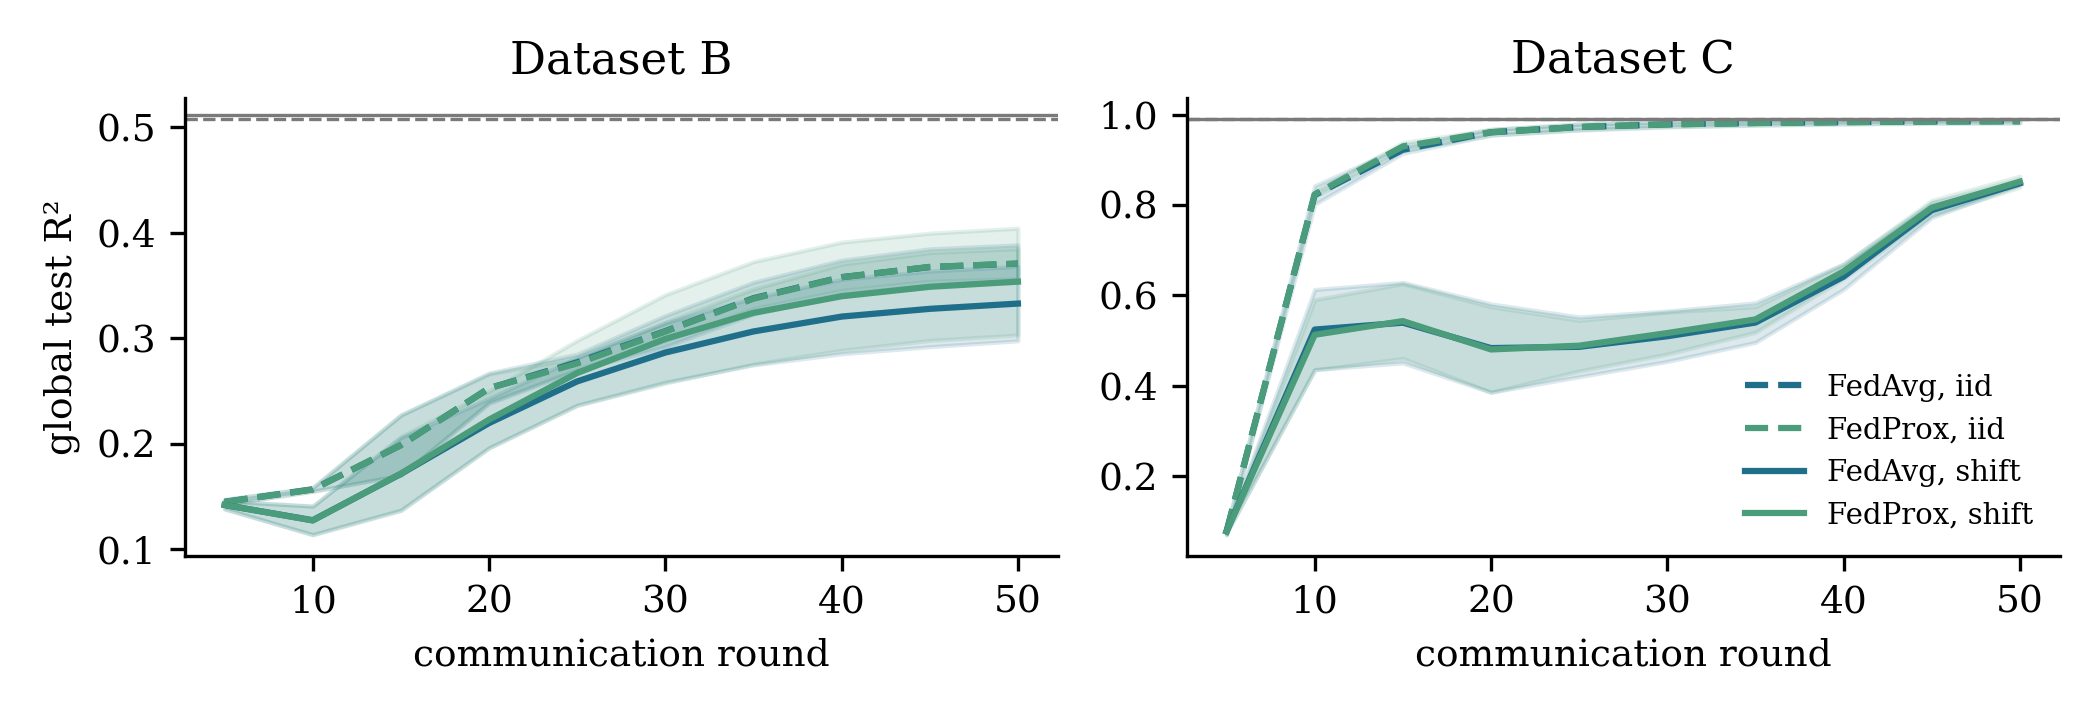 Dataset B
global test R²
0.5
0.4
0.3
0.2
0.1
10 20 30 40 50
communication round
Dataset C
1.0
0.8
0.6
0.4
0.2
FedAvg, iid
FedProx, iid
FedAvg, shift
FedProx, shift
10 20 30 40 50
communication round